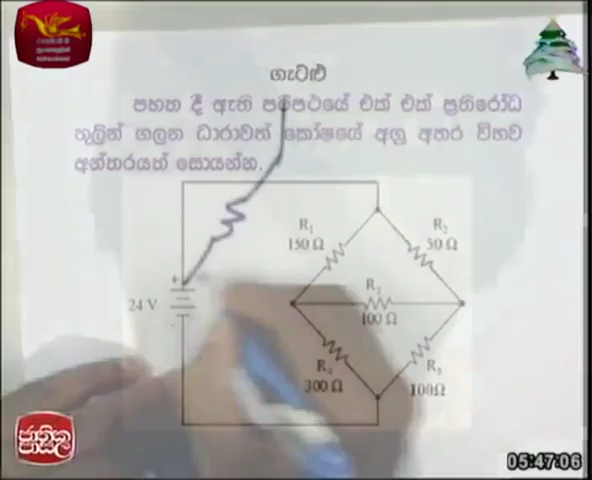 ගැටළු
පහත දී ඇති පරිපථයේ එක් එක් ප්‍රතිරෝධ
තුලින් ගලන ධාරාවත් කෝෂයේ අග්‍ර අතර විභව
අන්තරයත් සොයන්න.
R₁
150 Ω
R₂
50 Ω
+
24 V
-
R₃
100 Ω
300 Ω
R₅
100Ω
ජාතික
පාසල
05:47:06